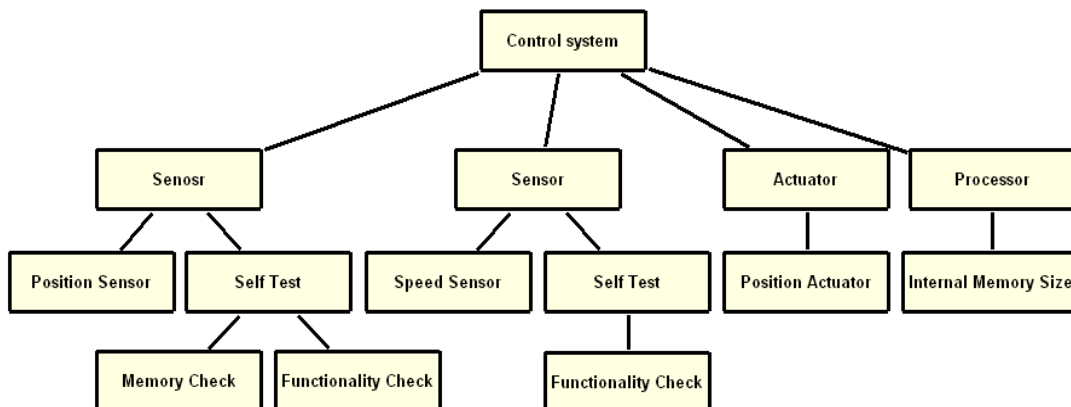 Control system
Senosr
Sensor
Actuator
Processor
Position Sensor
Self Test
Speed Sensor
Self Test
Position Actuator
Internal Memory Size
Memory Check
Functionality Check
Functionality Check